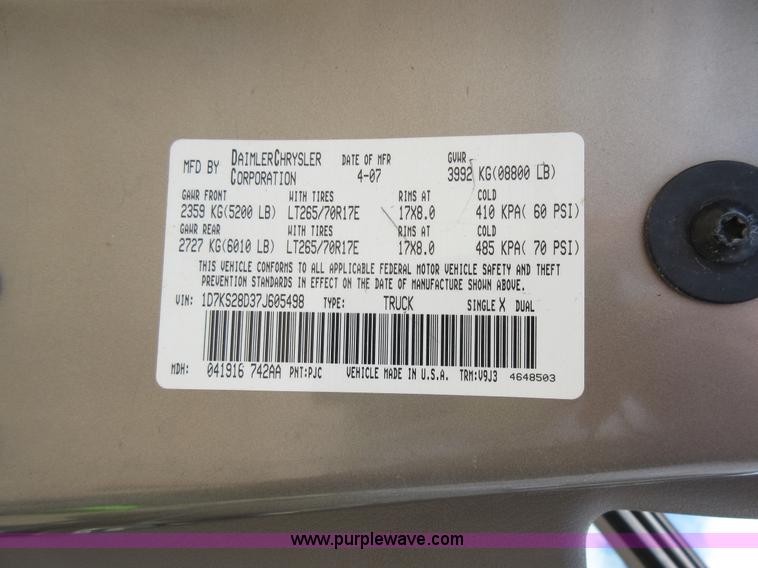 MFD BY DAIMLERCHRYSLER CORPORATION DATE OF MFR 4-07 GVWR 3992 KG(08800 LB)
GAWR FRONT WITH TIRES RIMS AT COLD
2359 KG(5200 LB) LT265/70R17E 17X8.0 410 KPA( 60 PSI)
GAWR REAR WITH TIRES RIMS AT COLD
2727 KG(6010 LB) LT265/70R17E 17X8.0 485 KPA( 70 PSI)
THIS VEHICLE CONFORMS TO ALL APPLICABLE FEDERAL MOTOR VEHICLE SAFETY AND THEFT
PREVENTION STANDARDS IN EFFECT ON THE DATE OF MANUFACTURE SHOWN ABOVE.
VIN: 1D7KS28D37J605498 TYPE: TRUCK SINGLE X DUAL
MDH: 041916 742AA PNT:PJC VEHICLE MADE IN U.S.A. TRM:V9J3 4648503
www.purplewave.com